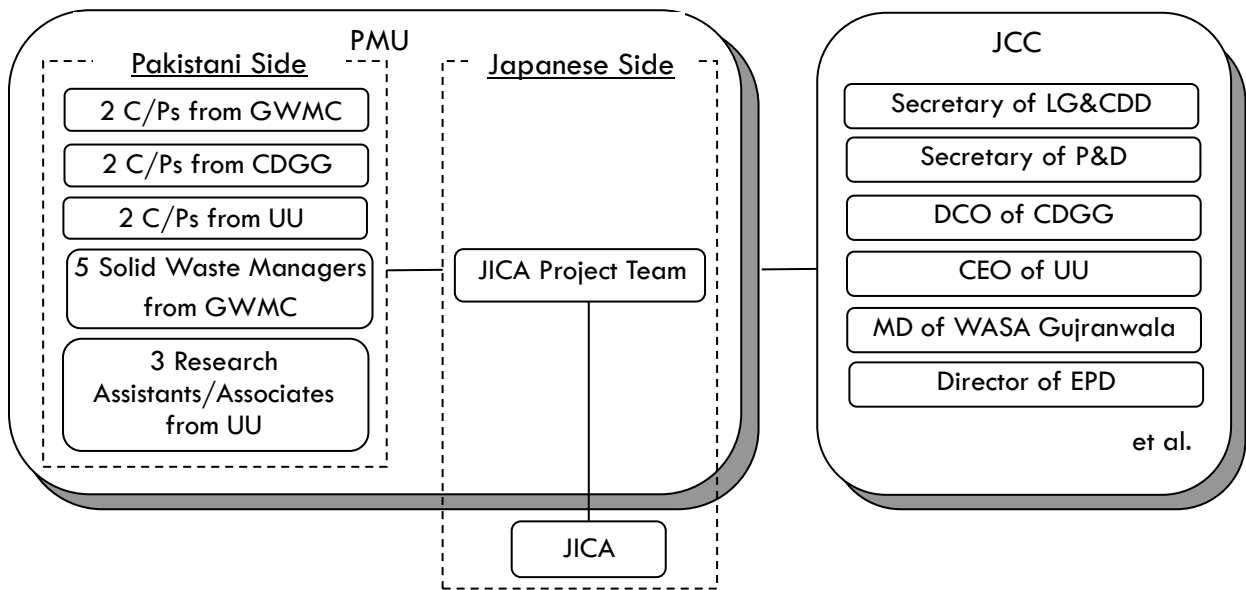 PMU
Pakistani Side
2 C/Ps from GWMC
2 C/Ps from CDGG
2 C/Ps from UU
5 Solid Waste Managers
from GWMC
3 Research
Assistants/Associates
from UU
Japanese Side
JICA Project Team
JICA
JCC
Secretary of LG&CDD
Secretary of P&D
DCO of CDGG
CEO of UU
MD of WASA Gujranwala
Director of EPD
et al.